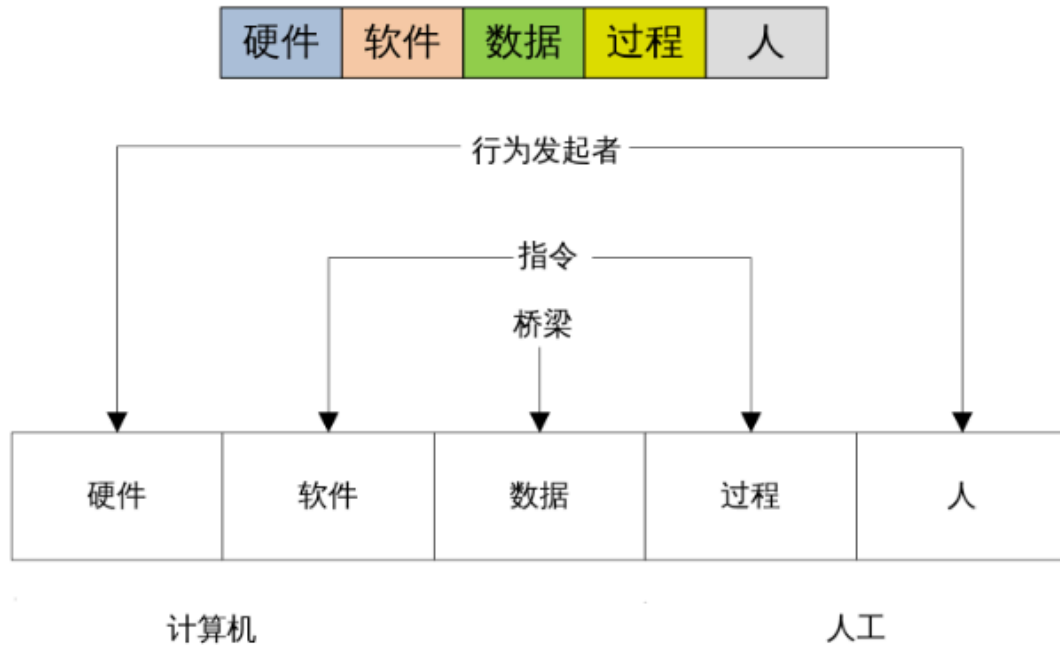 硬件 软件 数据 过程 人
行为发起者
指令
桥梁
硬件 软件 数据 过程 人
计算机 人工